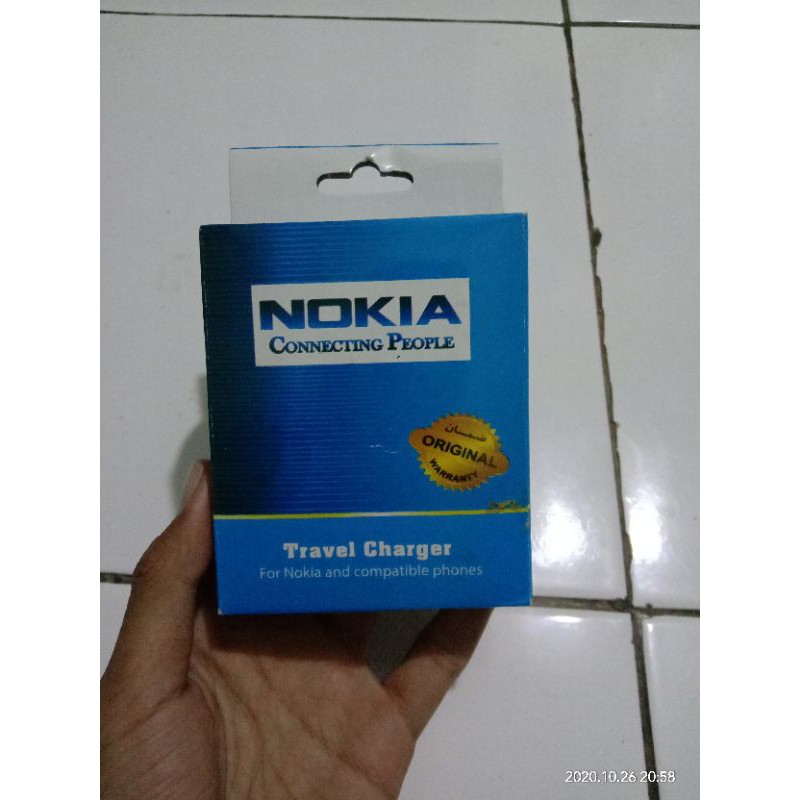 NOKIA
CONNECTING PEOPLE
ضمان
ORIGINAL
WARRANTY
Travel Charger
For Nokia and compatible phones
2020.10.26 20:58